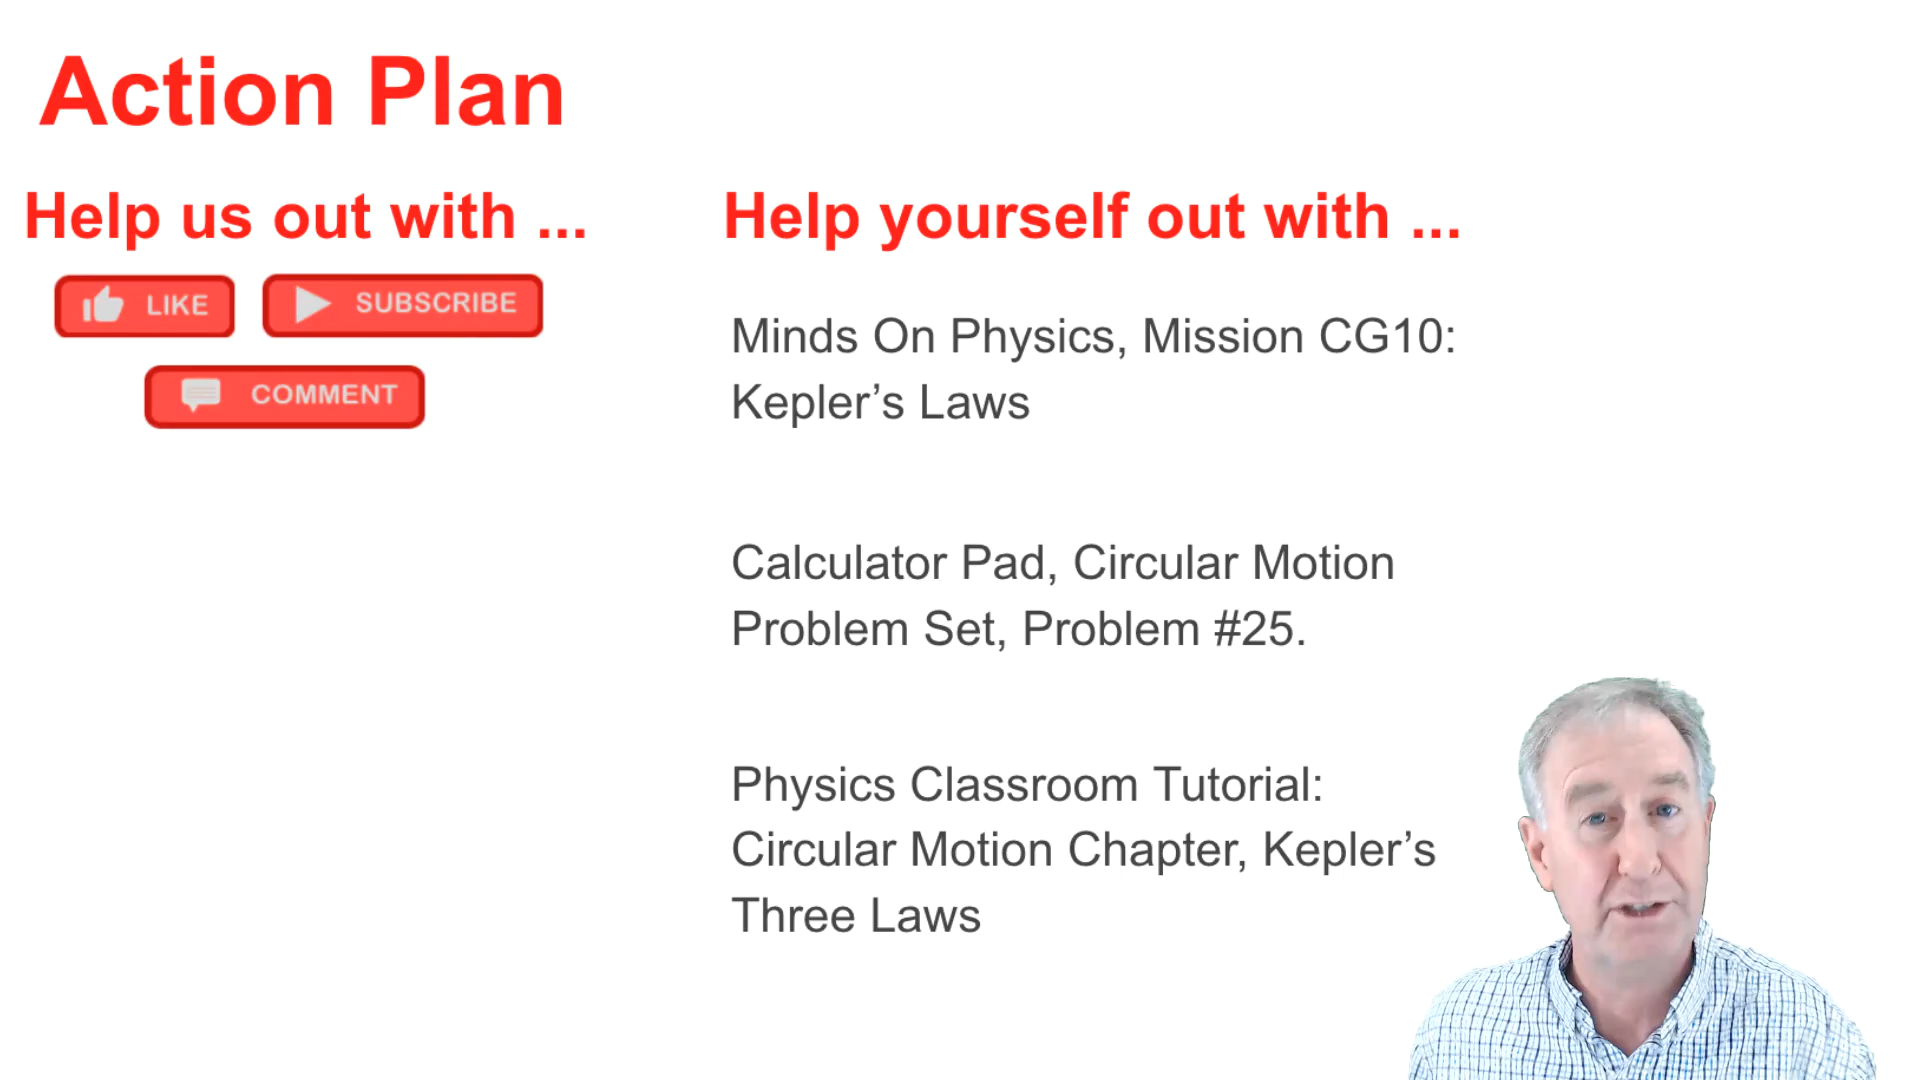 Action Plan
Help us out with ...
LIKE
SUBSCRIBE
COMMENT
Help yourself out with ...
Minds On Physics, Mission CG10:
Kepler’s Laws
Calculator Pad, Circular Motion
Problem Set, Problem #25.
Physics Classroom Tutorial:
Circular Motion Chapter, Kepler’s
Three Laws